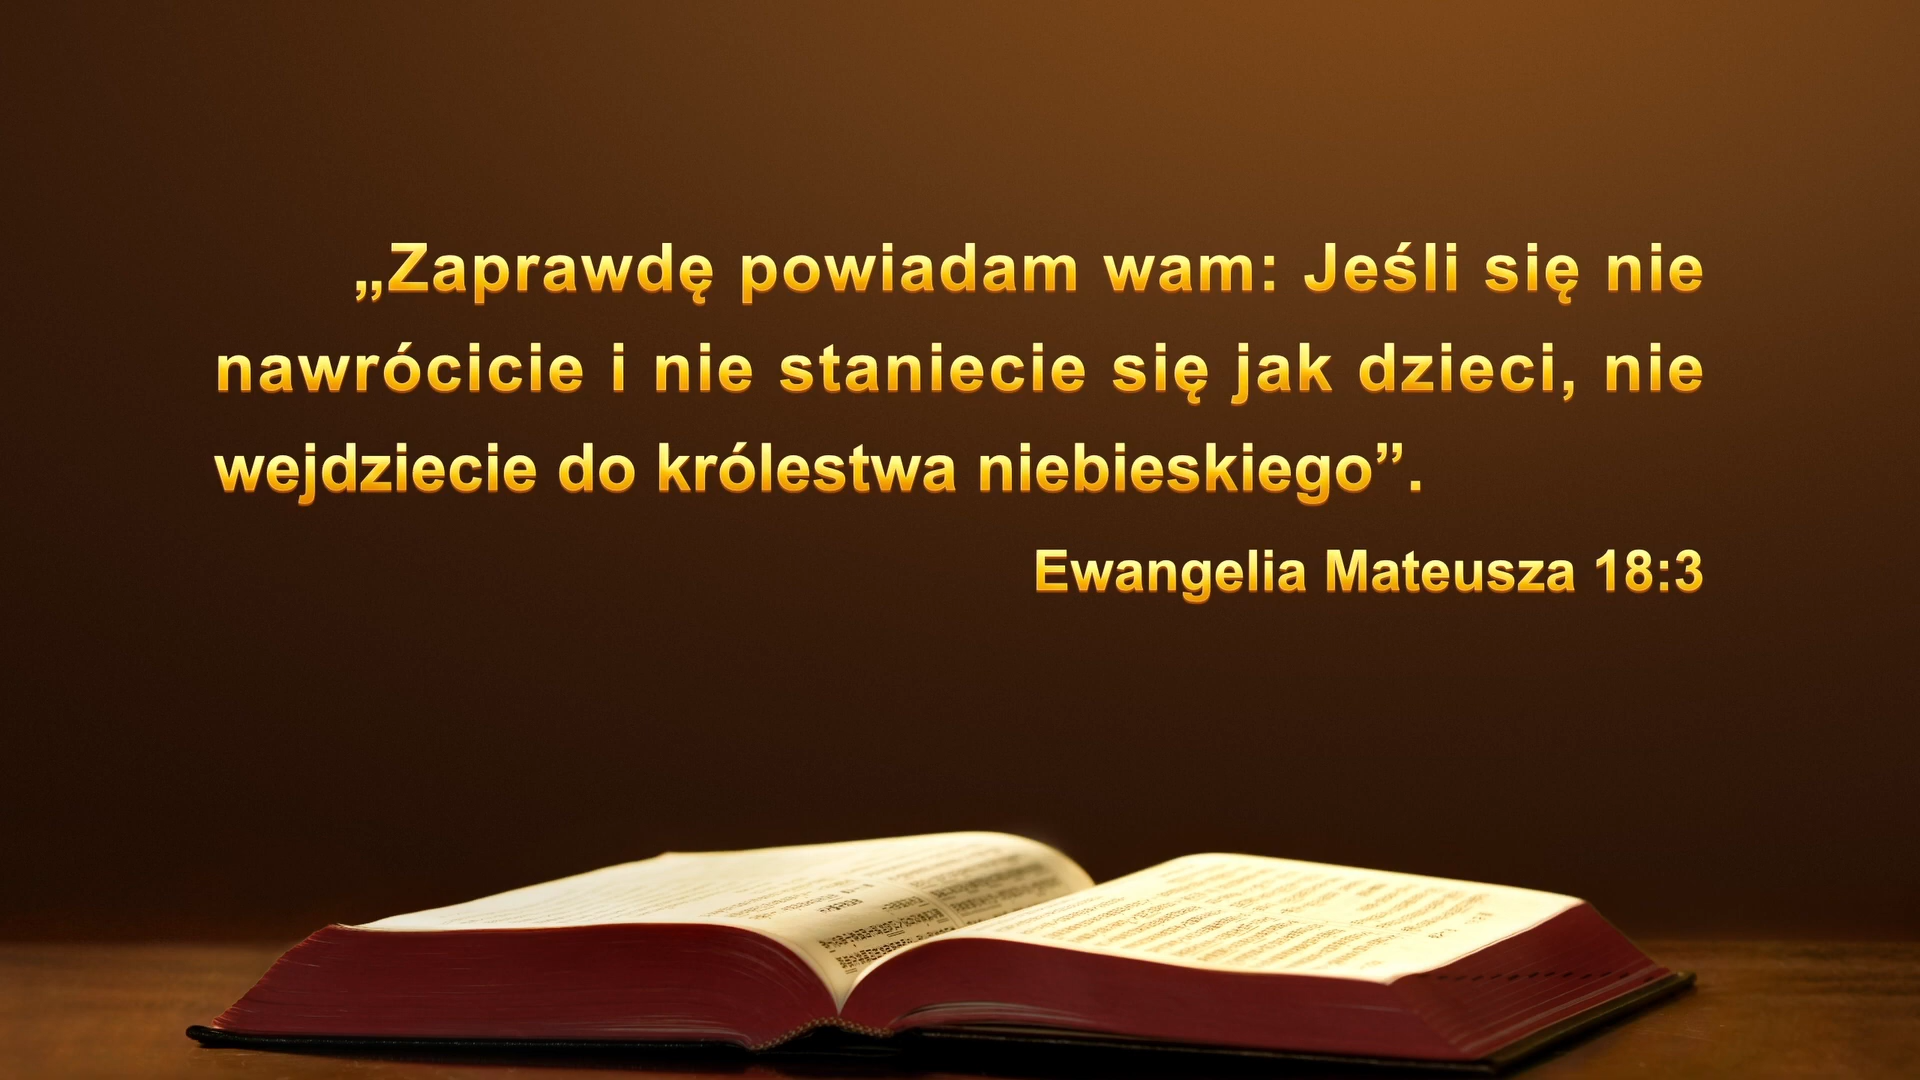 „Zaprawdę powiadam wam: Jeśli się nie
nawrócicie i nie staniecie się jak dzieci, nie
wejdziecie do królestwa niebieskiego”.
Ewangelia Mateusza 18:3